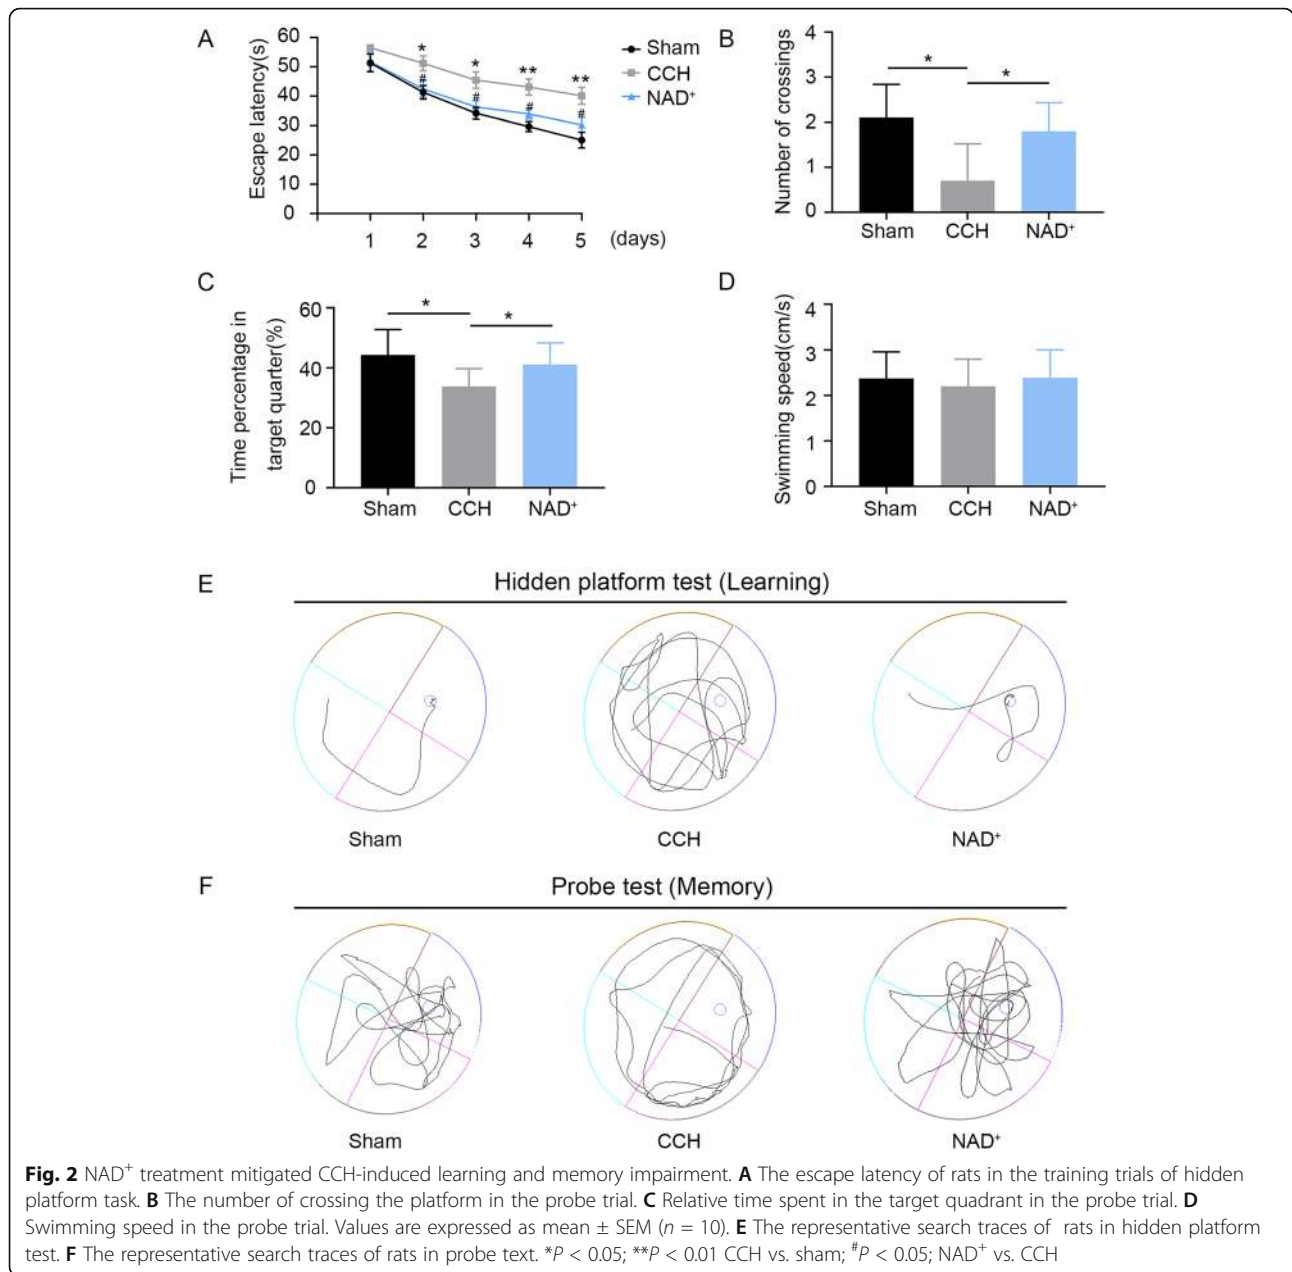 A
Escape latency(s)
60
50
40
30
20
10
0
* * ** **
# # # #
1 2 3 4 5 (days)
Sham
CCH
NAD⁺
B
Number of crossings
4
3
2
1
0
* *
Sham CCH NAD⁺
C
Time percentage in
target quarter(%)
60
40
20
0
* *
Sham CCH NAD⁺
D
Swimming speed(cm/s)
4
3
2
1
0
Sham CCH NAD⁺
E
Hidden platform test (Learning)
Sham CCH NAD⁺
F
Probe test (Memory)
Sham CCH NAD⁺
Fig. 2 NAD⁺ treatment mitigated CCH-induced learning and memory impairment. A The escape latency of rats in the training trials of hidden
platform task. B The number of crossing the platform in the probe trial. C Relative time spent in the target quadrant in the probe trial. D
Swimming speed in the probe trial. Values are expressed as mean ± SEM (n = 10). E The representative search traces of rats in hidden platform
test. F The representative search traces of rats in probe text. *P < 0.05; **P < 0.01 CCH vs. sham; #P < 0.05; NAD⁺ vs. CCH